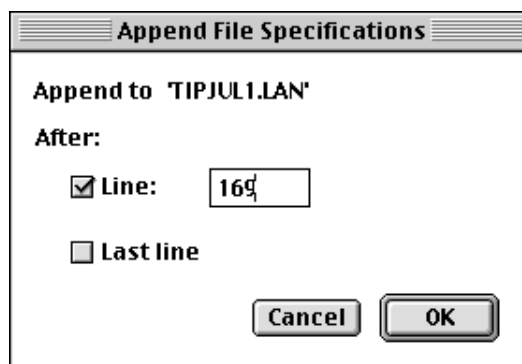 Append File Specifications
Append to 'TIPJUL1.LAN'
After:
Line: 169
Last line
Cancel OK